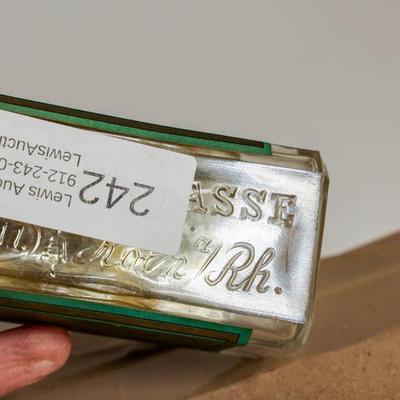 ASSE
a/Rh.
242
Lewis Auc
912-243-0
LewisAucti